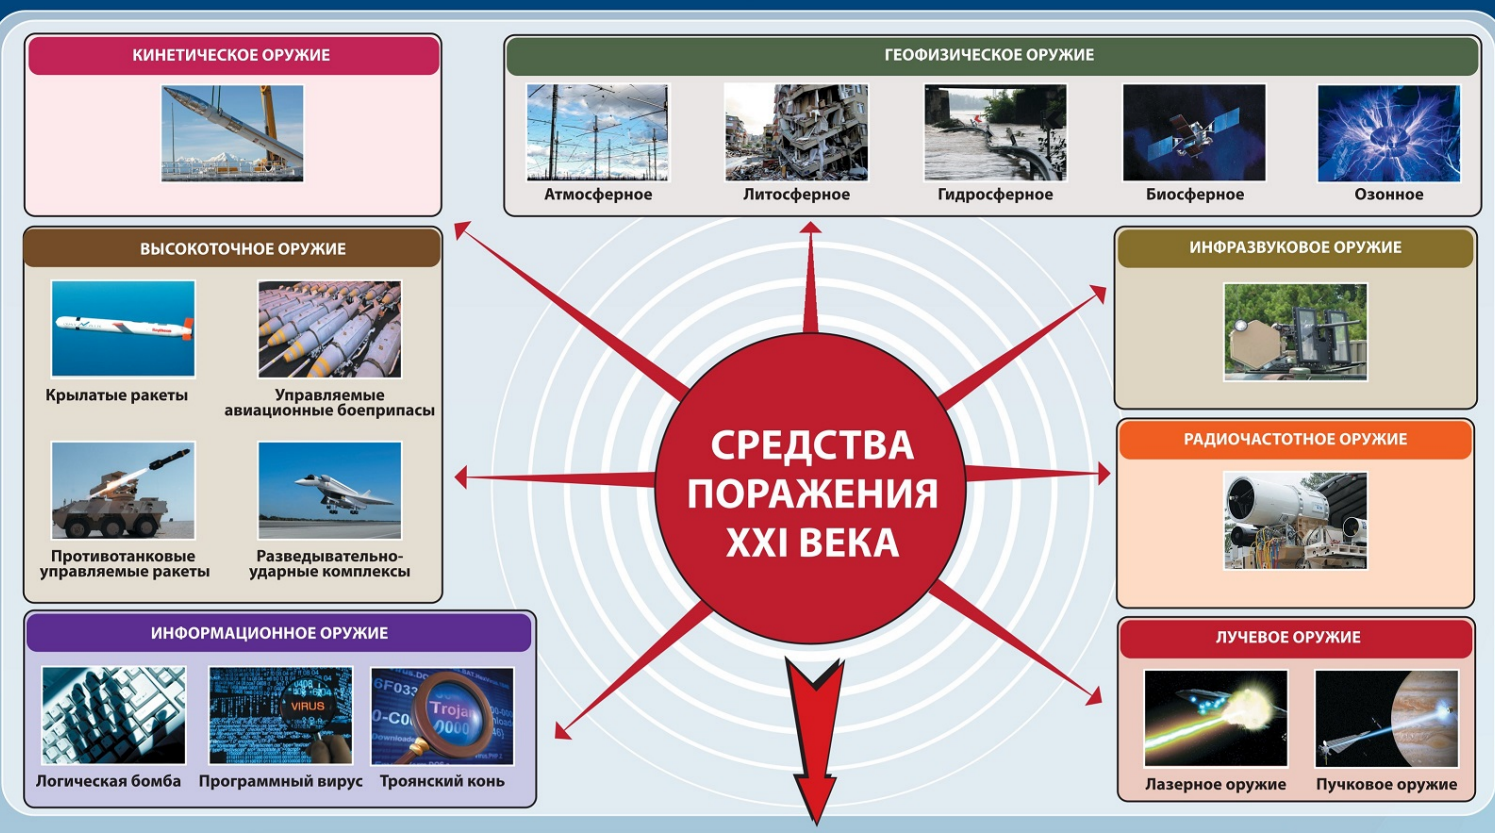 КИНЕТИЧЕСКОЕ ОРУЖИЕ
ГЕОФИЗИЧЕСКОЕ ОРУЖИЕ
Атмосферное
Литосферное
Гидросферное
Биосферное
Озонное
ВЫСОКОТОЧНОЕ ОРУЖИЕ
Крылатые ракеты
Управляемые
авиационные боеприпасы
Противотанковые
управляемые ракеты
Разведывательно-
ударные комплексы
ИНФРАЗВУКОВОЕ ОРУЖИЕ
РАДИОЧАСТОТНОЕ ОРУЖИЕ
СРЕДСТВА
ПОРАЖЕНИЯ
XXI ВЕКА
ИНФОРМАЦИОННОЕ ОРУЖИЕ
VIRUS
Troja
Логическая бомба
Программный вирус
Троянский конь
ЛУЧЕВОЕ ОРУЖИЕ
Лазерное оружие
Пучковое оружие